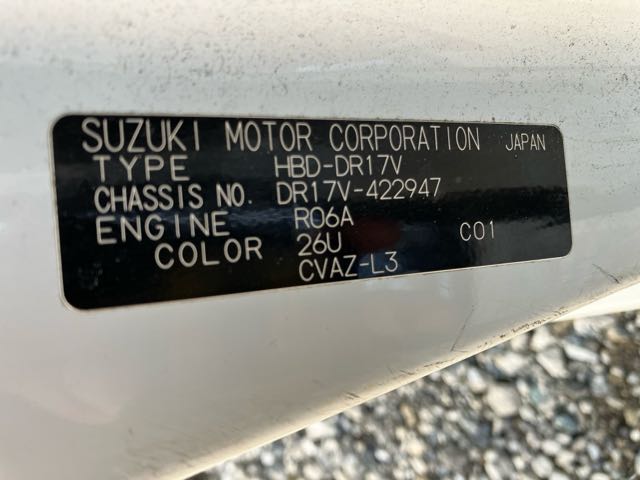 SUZUKI MOTOR CORPORATION JAPAN
TYPE HBD-DR17V
CHASSIS NO. DR17V-422947
ENGINE R06A
COLOR 26U C01
CVAZ-L3